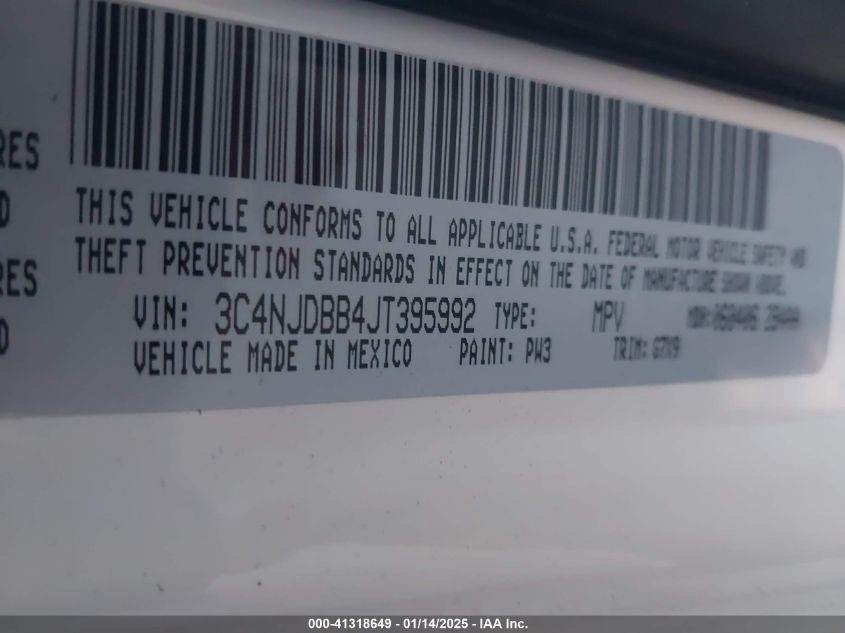 RES
D
RES
D
THIS VEHICLE CONFORMS TO ALL APPLICABLE U.S.A. FEDERAL MOTOR VEHICLE SAFETY AND
THEFT PREVENTION STANDARDS IN EFFECT ON THE DATE OF MANUFACTURE SHOWN ABOVE.
VIN: 3C4NJDBB4JT395992 TYPE: MPV
VEHICLE MADE IN MEXICO PAINT: PW3 TRIM: G7X9
000-41318649 - 01/14/2025 - IAA Inc.